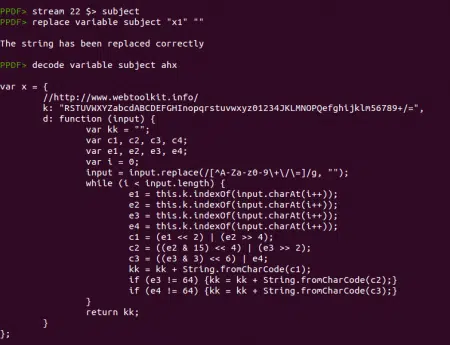 PPDF> stream 22 $> subject
PPDF> replace variable subject "x1" ""
The string has been replaced correctly
PPDF> decode variable subject ahx
var x = {
//http://www.webtoolkit.info/
k: "RSTUVWXYZabcdABCDEFGHInopqrstuvwxyz01234JKLMNOPQefghijklm56789+/=",
d: function (input) {
var kk = "";
var c1, c2, c3, c4;
var e1, e2, e3, e4;
var i = 0;
input = input.replace(/[^A-Za-z0-9\+\/\=]/g, "");
while (i < input.length) {
e1 = this.k.indexOf(input.charAt(i++));
e2 = this.k.indexOf(input.charAt(i++));
e3 = this.k.indexOf(input.charAt(i++));
e4 = this.k.indexOf(input.charAt(i++));
c1 = (e1 << 2) | (e2 >> 4);
c2 = ((e2 & 15) << 4) | (e3 >> 2);
c3 = ((e3 & 3) << 6) | e4;
kk = kk + String.fromCharCode(c1);
if (e3 != 64) {kk = kk + String.fromCharCode(c2);}
if (e4 != 64) {kk = kk + String.fromCharCode(c3);}
}
return kk;
}
};